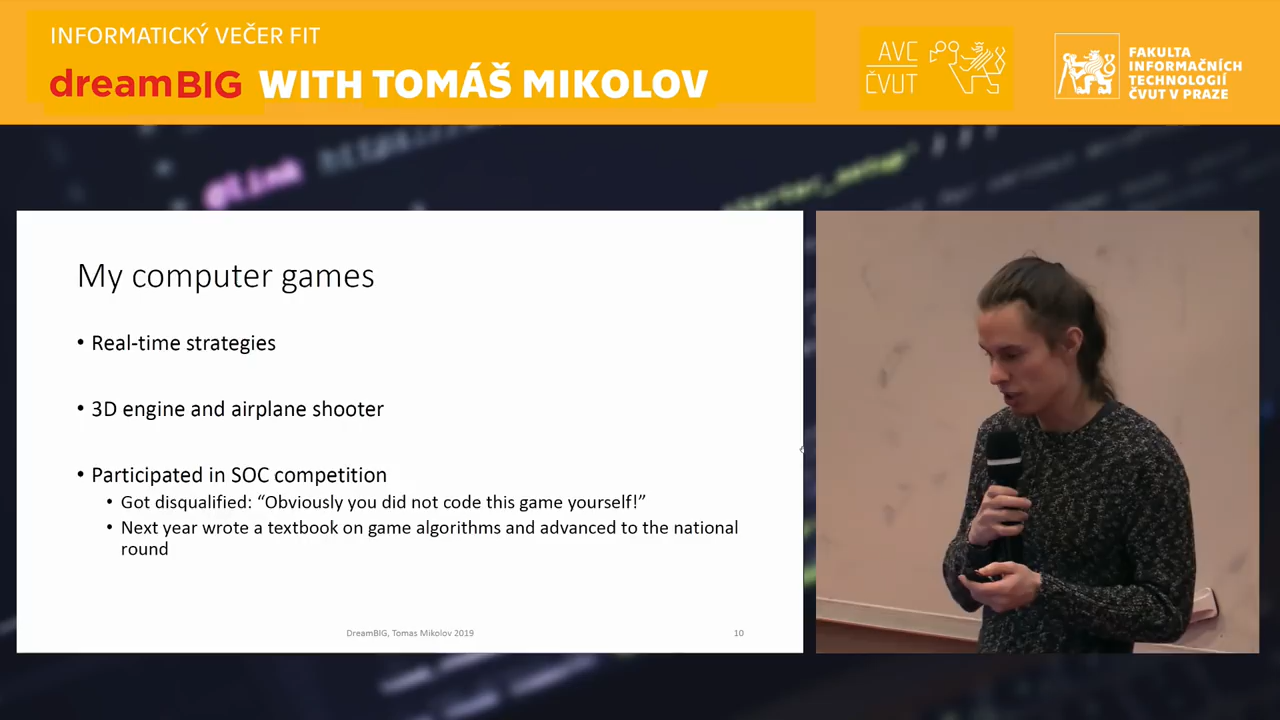 INFORMATICKÝ VEČER FIT
dreamBIG WITH TOMÁŠ MIKOLOV
AVC
ČVUT
FAKULTA
INFORMAČNÍCH
TECHNOLOGIÍ
ČVUT V PRAZE
@link https://
My computer games
• Real-time strategies
• 3D engine and airplane shooter
• Participated in SOC competition
• Got disqualified: “Obviously you did not code this game yourself!”
• Next year wrote a textbook on game algorithms and advanced to the national
round
DreamBIG, Tomas Mikolov 2019
10